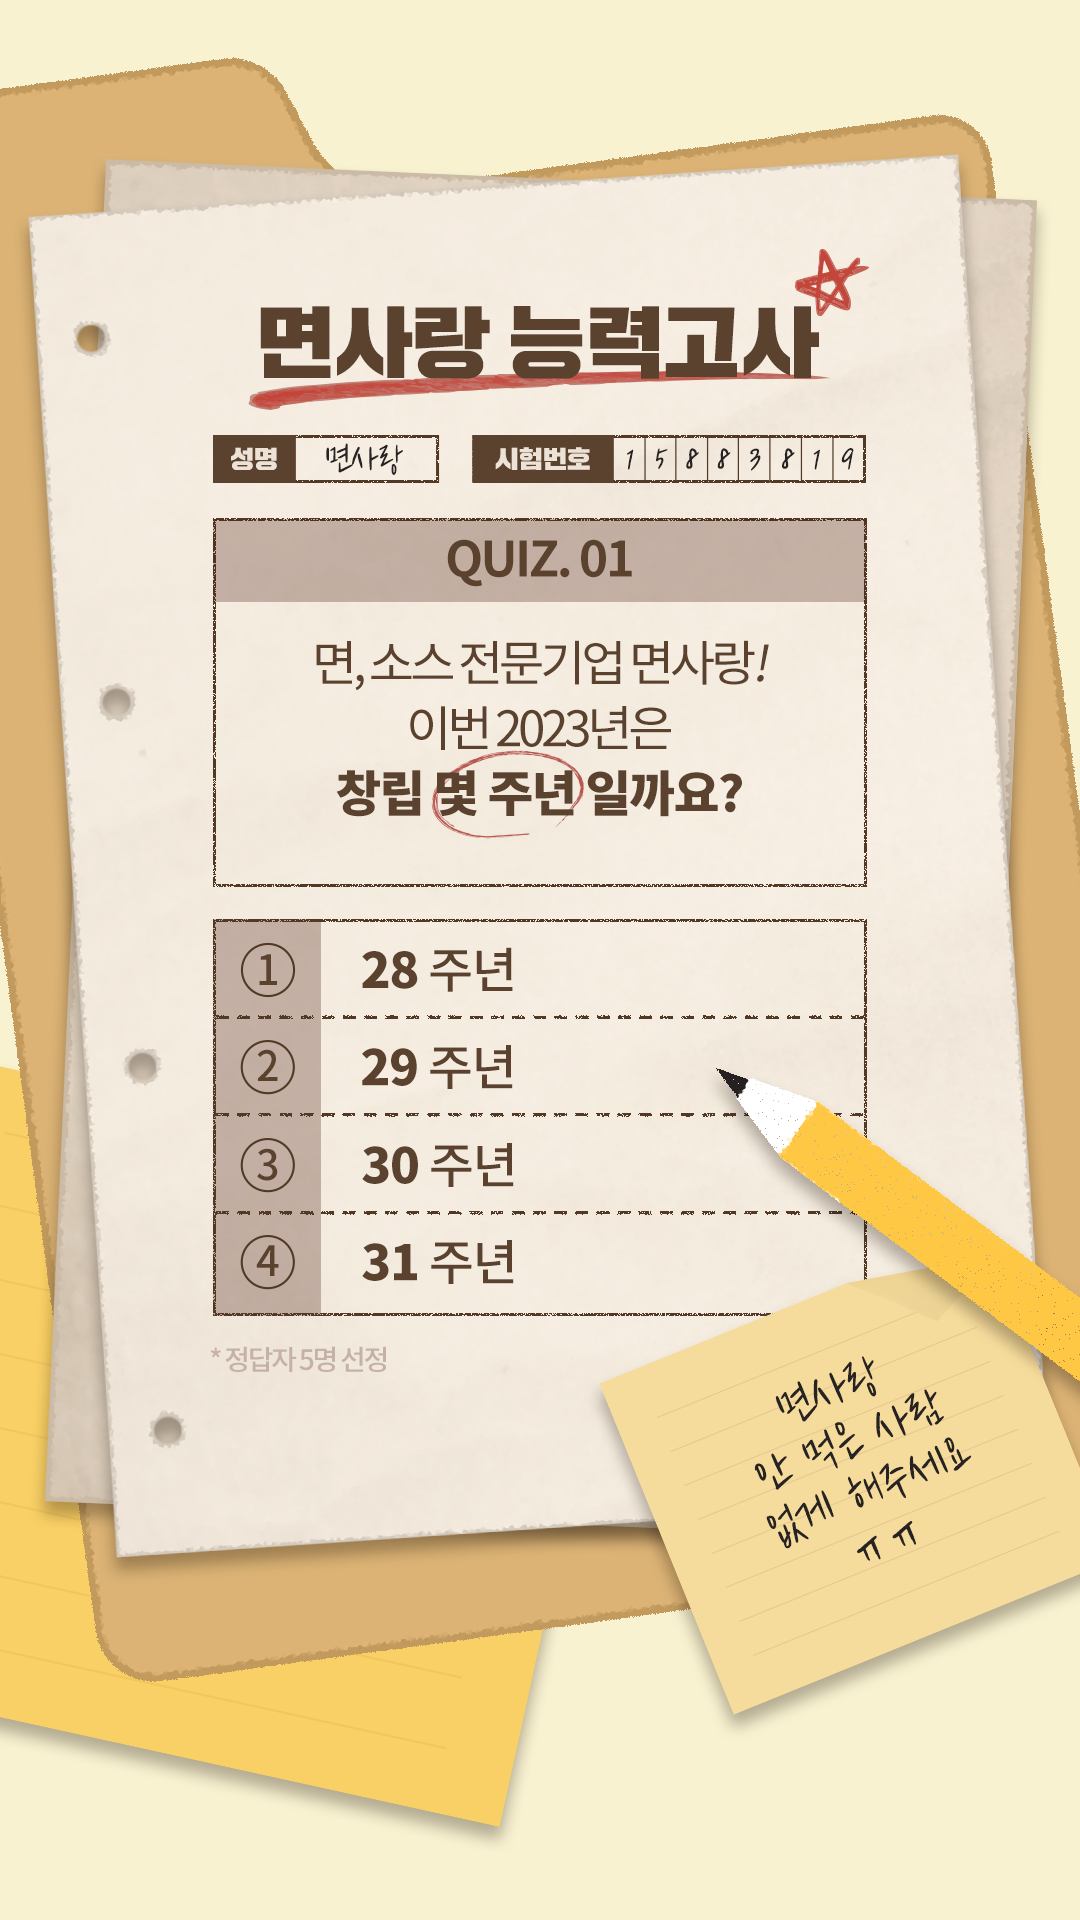 면사랑 능력고사
성명 면사랑 시험번호 1 5 8 8 3 8 1 9
QUIZ. 01
면, 소스 전문기업 면사랑!
이번 2023년은
창립 몇 주년 일까요?
① 28 주년
② 29 주년
③ 30 주년
④ 31 주년
* 정답자 5명 선정
면사랑
안 먹은 사람
없게 해주세요
ㅠㅠ